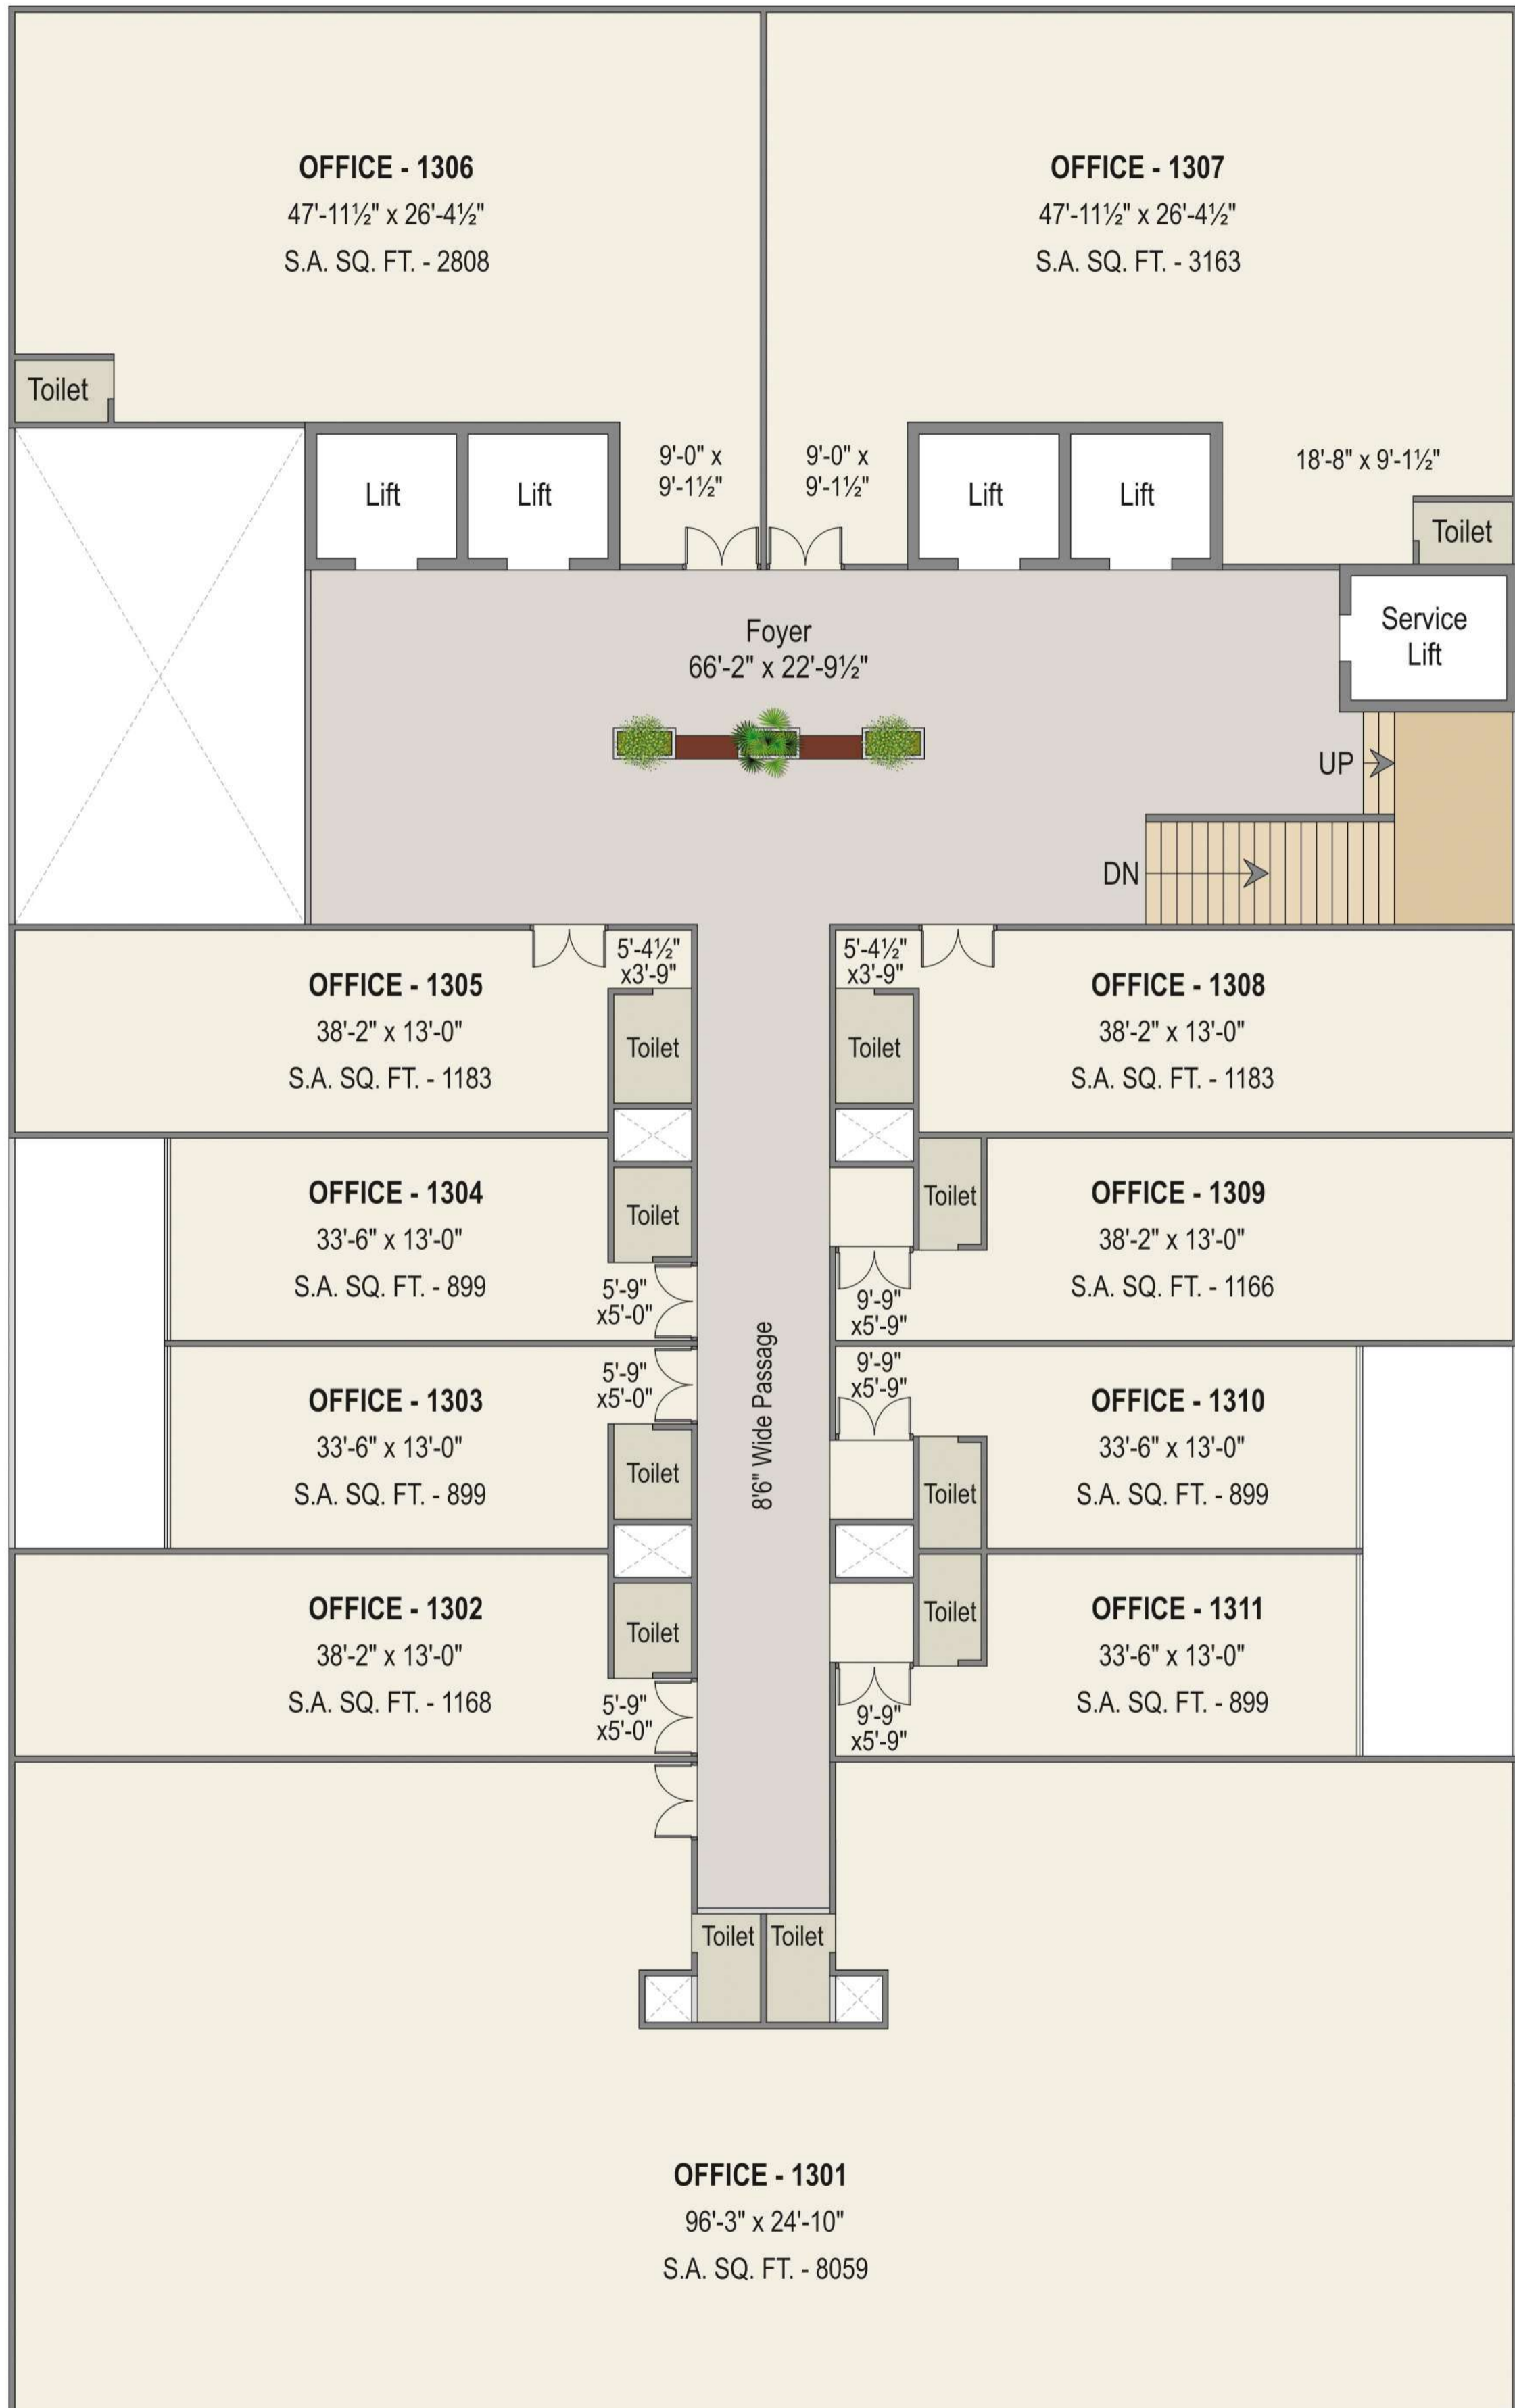 OFFICE - 1306
47'-11½" x 26'-4½"
S.A. SQ. FT. - 2808
OFFICE - 1307
47'-11½" x 26'-4½"
S.A. SQ. FT. - 3163
Toilet
Lift
Lift
9'-0" x
9'-1½"
9'-0" x
9'-1½"
Lift
Lift
18'-8" x 9'-1½"
Toilet
Service
Lift
Foyer
66'-2" x 22'-9½"
UP
DN
OFFICE - 1305
38'-2" x 13'-0"
S.A. SQ. FT. - 1183
5'-4½"
x3'-9"
Toilet
5'-4½"
x3'-9"
Toilet
OFFICE - 1308
38'-2" x 13'-0"
S.A. SQ. FT. - 1183
OFFICE - 1304
33'-6" x 13'-0"
S.A. SQ. FT. - 899
Toilet
5'-9"
x5'-0"
Toilet
9'-9"
x5'-9"
OFFICE - 1309
38'-2" x 13'-0"
S.A. SQ. FT. - 1166
8'6" Wide Passage
OFFICE - 1303
33'-6" x 13'-0"
S.A. SQ. FT. - 899
5'-9"
x5'-0"
Toilet
9'-9"
x5'-9"
Toilet
OFFICE - 1310
33'-6" x 13'-0"
S.A. SQ. FT. - 899
OFFICE - 1302
38'-2" x 13'-0"
S.A. SQ. FT. - 1168
Toilet
5'-9"
x5'-0"
Toilet
9'-9"
x5'-9"
OFFICE - 1311
33'-6" x 13'-0"
S.A. SQ. FT. - 899
Toilet
Toilet
OFFICE - 1301
96'-3" x 24'-10"
S.A. SQ. FT. - 8059